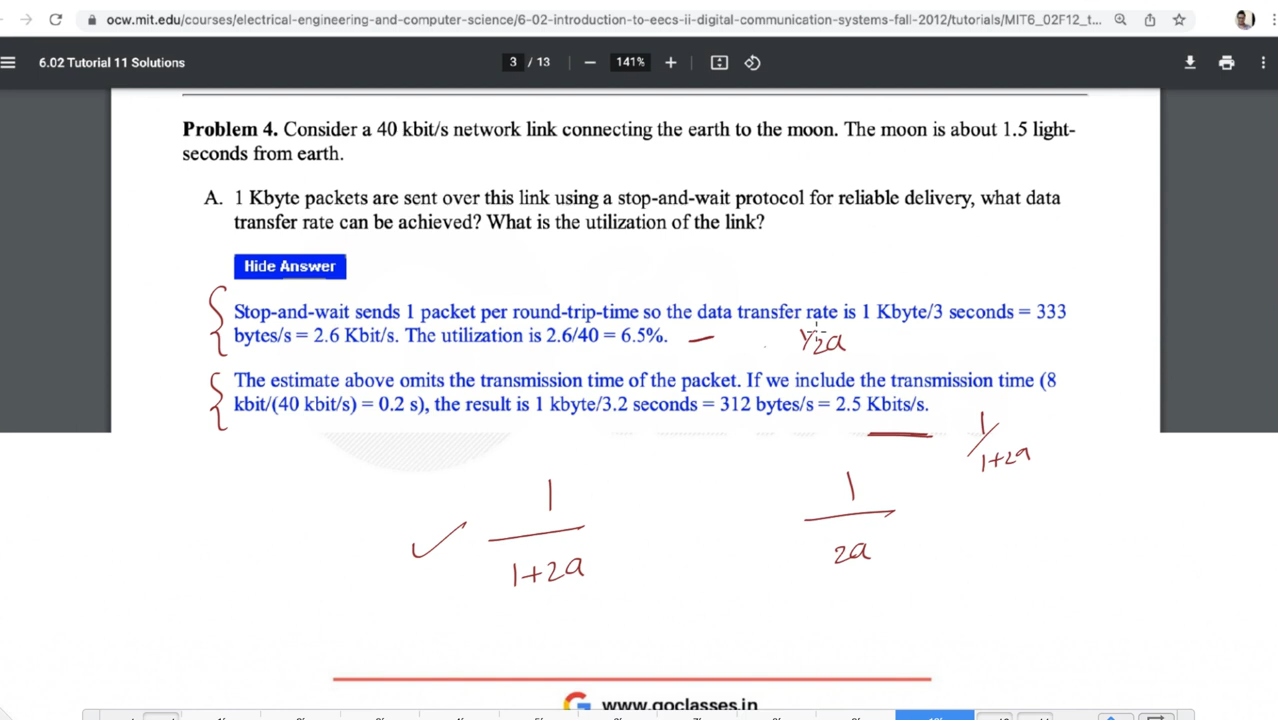 ocw.mit.edu/courses/electrical-engineering-and-computer-science/6-02-introduction-to-eecs-ii-digital-communication-systems-fall-2012/tutorials/MIT6_02F12_t...
6.02 Tutorial 11 Solutions 3 / 13 141%
Problem 4. Consider a 40 kbit/s network link connecting the earth to the moon. The moon is about 1.5 light-
seconds from earth.
A. 1 Kbyte packets are sent over this link using a stop-and-wait protocol for reliable delivery, what data
transfer rate can be achieved? What is the utilization of the link?
Hide Answer
Stop-and-wait sends 1 packet per round-trip-time so the data transfer rate is 1 Kbyte/3 seconds = 333
bytes/s = 2.6 Kbit/s. The utilization is 2.6/40 = 6.5%.
1/2a
The estimate above omits the transmission time of the packet. If we include the transmission time (8
kbit/(40 kbit/s) = 0.2 s), the result is 1 kbyte/3.2 seconds = 312 bytes/s = 2.5 Kbits/s.
1/1+2a
1
1+2a
1
2a
www.goclasses.in